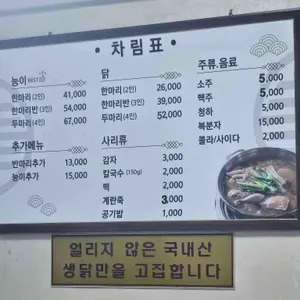 • 차림표 •
능이 BEST
한마리(2인) 41,000
한마리반(3인) 54,000
두마리(4인) 67,000
추가메뉴
반마리추가 13,000
능이추가 15,000
닭
한마리(2인) 26,000
한마리반(3인) 39,000
두마리(4인) 52,000
사리류
감자 3,000
칼국수(150g) 2,000
떡 2,000
계란죽 3,000
공기밥 1,000
주류,음료
소주 5,000
맥주 5,000
청하 5,000
복분자 15,000
콜라/사이다 2,000
얼리지 않은 국내산
생닭만을 고집합니다